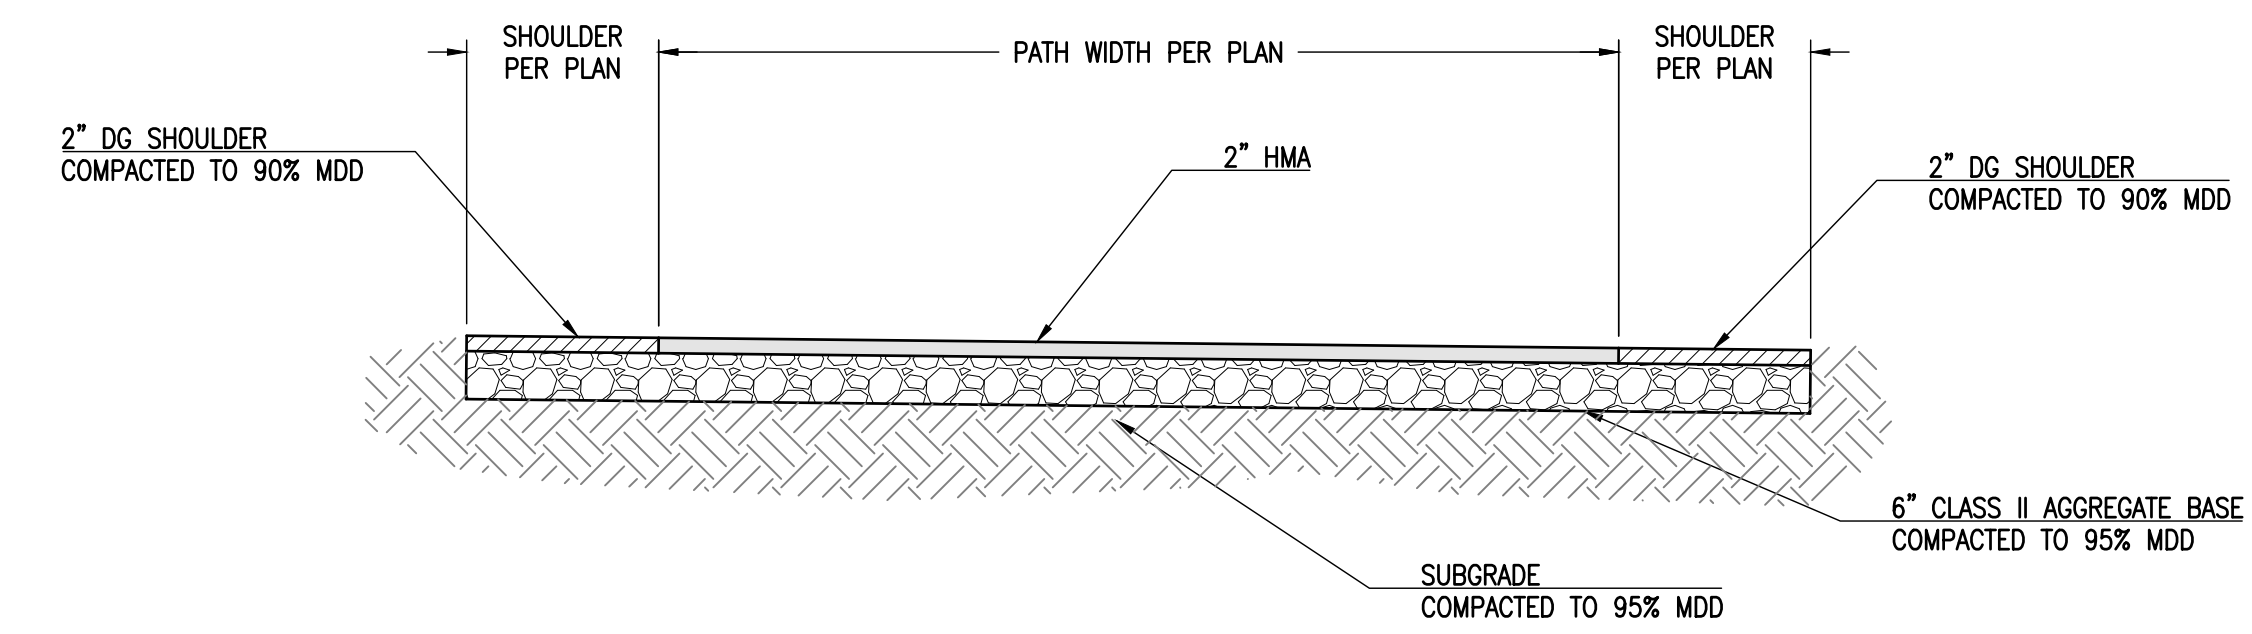 SHOULDER
PER PLAN
PATH WIDTH PER PLAN
SHOULDER
PER PLAN
2” DG SHOULDER
COMPACTED TO 90% MDD
2” HMA
2” DG SHOULDER
COMPACTED TO 90% MDD
6” CLASS II AGGREGATE BASE
COMPACTED TO 95% MDD
SUBGRADE
COMPACTED TO 95% MDD